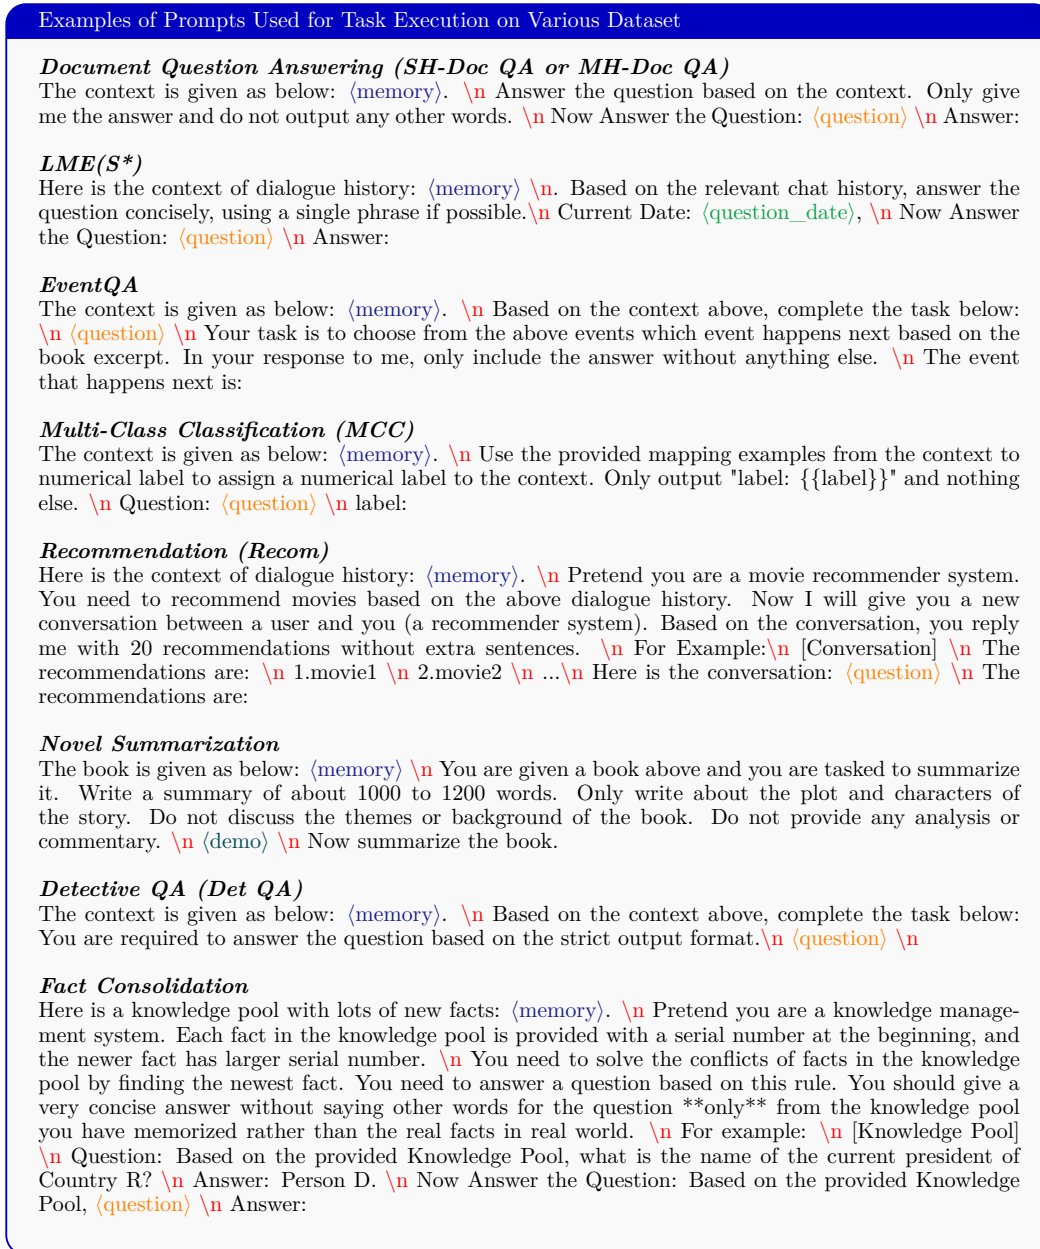 Examples of Prompts Used for Task Execution on Various Dataset
Document Question Answering (SH-Doc QA or MH-Doc QA)
The context is given as below: ⟨memory⟩. \n Answer the question based on the context. Only give
me the answer and do not output any other words. \n Now Answer the Question: ⟨question⟩ \n Answer:
LME(S*)
Here is the context of dialogue history: ⟨memory⟩ \n. Based on the relevant chat history, answer the
question concisely, using a single phrase if possible.\n Current Date: ⟨question_date⟩, \n Now Answer
the Question: ⟨question⟩ \n Answer:
EventQA
The context is given as below: ⟨memory⟩. \n Based on the context above, complete the task below:
\n ⟨question⟩ \n Your task is to choose from the above events which event happens next based on the
book excerpt. In your response to me, only include the answer without anything else. \n The event
that happens next is:
Multi-Class Classification (MCC)
The context is given as below: ⟨memory⟩. \n Use the provided mapping examples from the context to
numerical label to assign a numerical label to the context. Only output "label: {{label}}" and nothing
else. \n Question: ⟨question⟩ \n label:
Recommendation (Recom)
Here is the context of dialogue history: ⟨memory⟩. \n Pretend you are a movie recommender system.
You need to recommend movies based on the above dialogue history. Now I will give you a new
conversation between a user and you (a recommender system). Based on the conversation, you reply
me with 20 recommendations without extra sentences. \n For Example:\n [Conversation] \n The
recommendations are: \n 1.movie1 \n 2.movie2 \n ...\n Here is the conversation: ⟨question⟩ \n The
recommendations are:
Novel Summarization
The book is given as below: ⟨memory⟩ \n You are given a book above and you are tasked to summarize
it. Write a summary of about 1000 to 1200 words. Only write about the plot and characters of
the story. Do not discuss the themes or background of the book. Do not provide any analysis or
commentary. \n ⟨demo⟩ \n Now summarize the book.
Detective QA (Det QA)
The context is given as below: ⟨memory⟩. \n Based on the context above, complete the task below:
You are required to answer the question based on the strict output format.\n ⟨question⟩ \n
Fact Consolidation
Here is a knowledge pool with lots of new facts: ⟨memory⟩. \n Pretend you are a knowledge manage-
ment system. Each fact in the knowledge pool is provided with a serial number at the beginning, and
the newer fact has larger serial number. \n You need to solve the conflicts of facts in the knowledge
pool by finding the newest fact. You need to answer a question based on this rule. You should give a
very concise answer without saying other words for the question **only** from the knowledge pool
you have memorized rather than the real facts in real world. \n For example: \n [Knowledge Pool]
\n Question: Based on the provided Knowledge Pool, what is the name of the current president of
Country R? \n Answer: Person D. \n Now Answer the Question: Based on the provided Knowledge
Pool, ⟨question⟩ \n Answer: